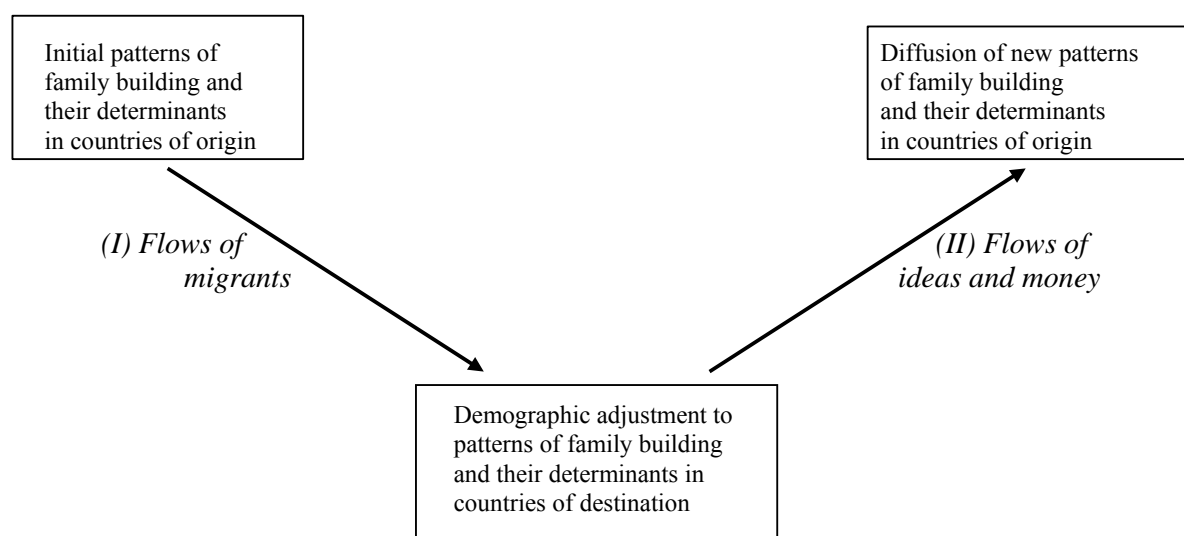 Initial patterns of
family building and
their determinants
in countries of origin
Diffusion of new patterns
of family building
and their determinants
in countries of origin
(I) Flows of
migrants
(II) Flows of
ideas and money
Demographic adjustment to
patterns of family building
and their determinants in
countries of destination